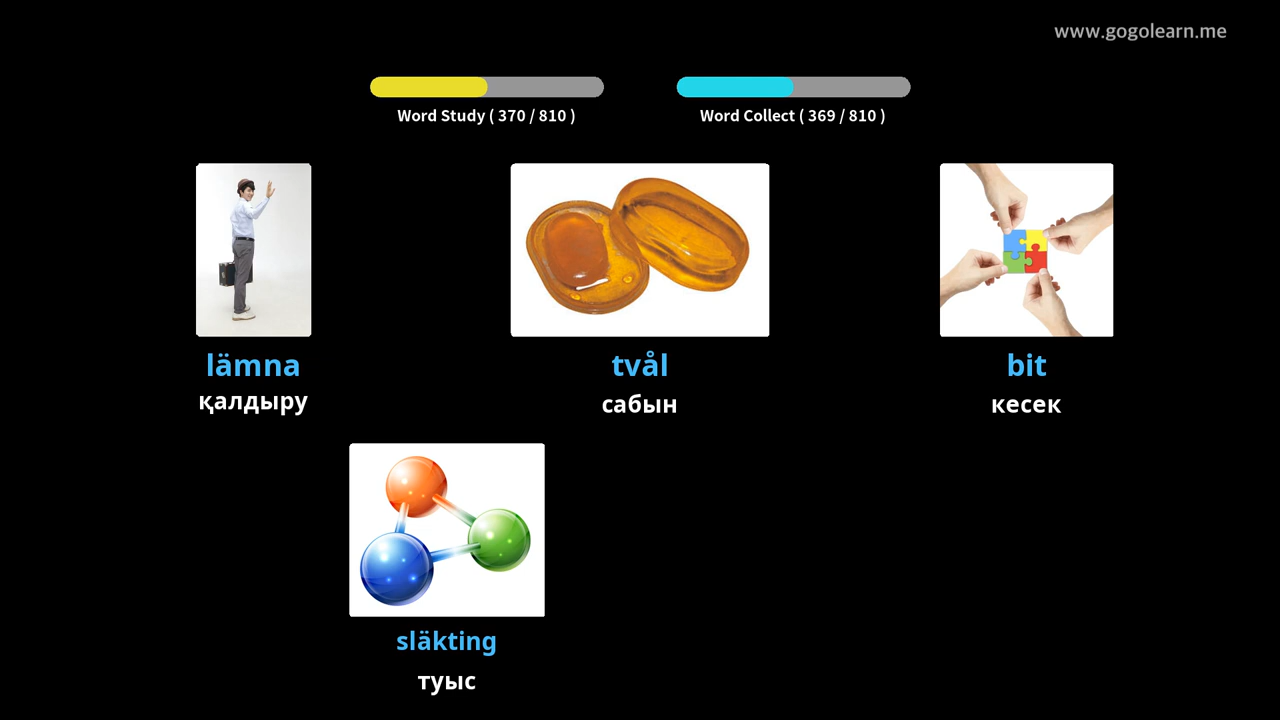 www.gogolearn.me
Word Study ( 370 / 810 )
Word Collect ( 369 / 810 )
lämna
қалдыру
tvål
сабын
bit
кесек
släkting
туыс